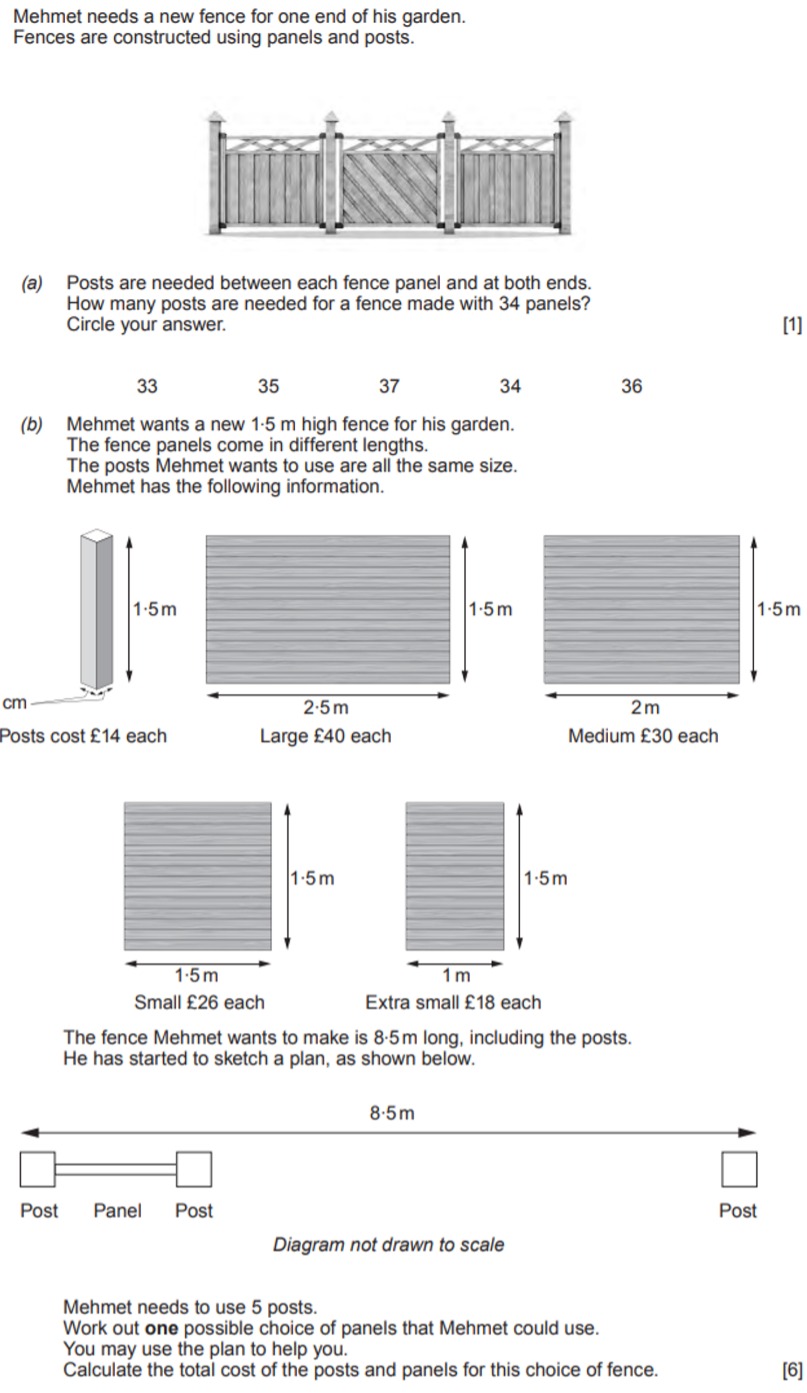 Mehmet needs a new fence for one end of his garden.
Fences are constructed using panels and posts.
(a) Posts are needed between each fence panel and at both ends.
How many posts are needed for a fence made with 34 panels?
Circle your answer. [1]
33 35 37 34 36
(b) Mehmet wants a new 1·5 m high fence for his garden.
The fence panels come in different lengths.
The posts Mehmet wants to use are all the same size.
Mehmet has the following information.
1·5 m 1·5 m 1·5 m
cm 2·5 m 2 m
Posts cost £14 each Large £40 each Medium £30 each
1·5 m 1·5 m
1·5 m 1 m
Small £26 each Extra small £18 each
The fence Mehmet wants to make is 8·5 m long, including the posts.
He has started to sketch a plan, as shown below.
8·5 m
Post Panel Post Post
Diagram not drawn to scale
Mehmet needs to use 5 posts.
Work out one possible choice of panels that Mehmet could use.
You may use the plan to help you.
Calculate the total cost of the posts and panels for this choice of fence. [6]